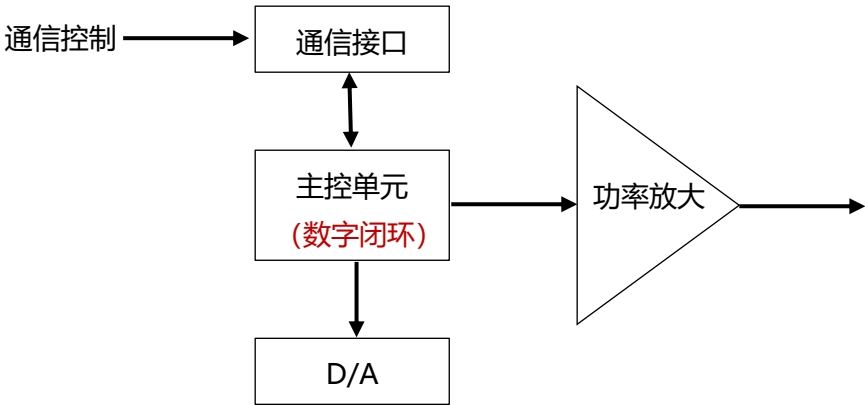 通信控制
通信接口
主控单元
（数字闭环）
功率放大
D/A